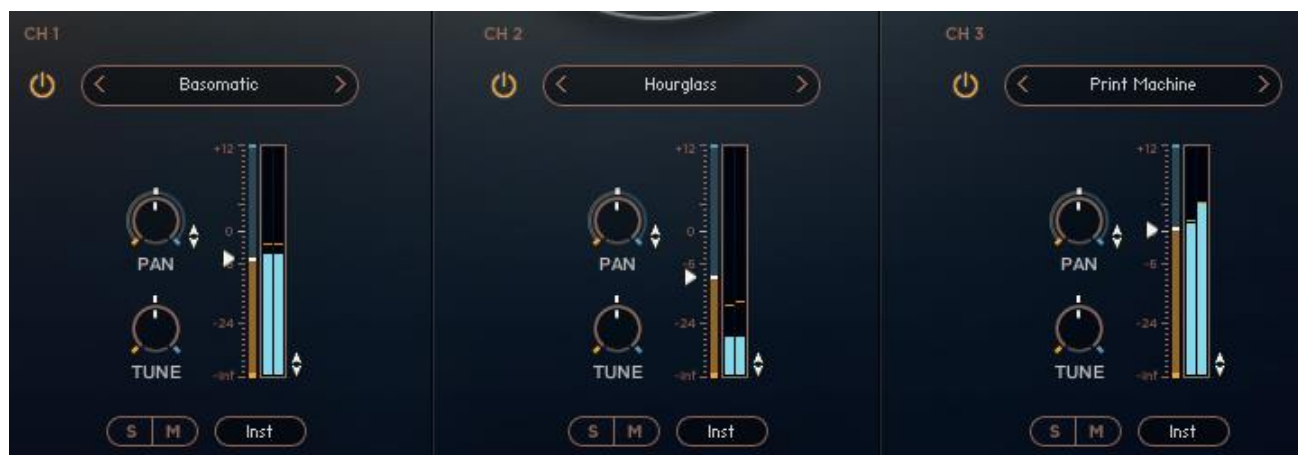 CH 1
Basomatic
+12
0
-6
-24
-Inf
PAN
TUNE
S M
Inst
CH 2
Hourglass
+12
0
-6
-24
-Inf
PAN
TUNE
S M
Inst
CH 3
Print Machine
+12
0
-6
-24
-Inf
PAN
TUNE
S M
Inst